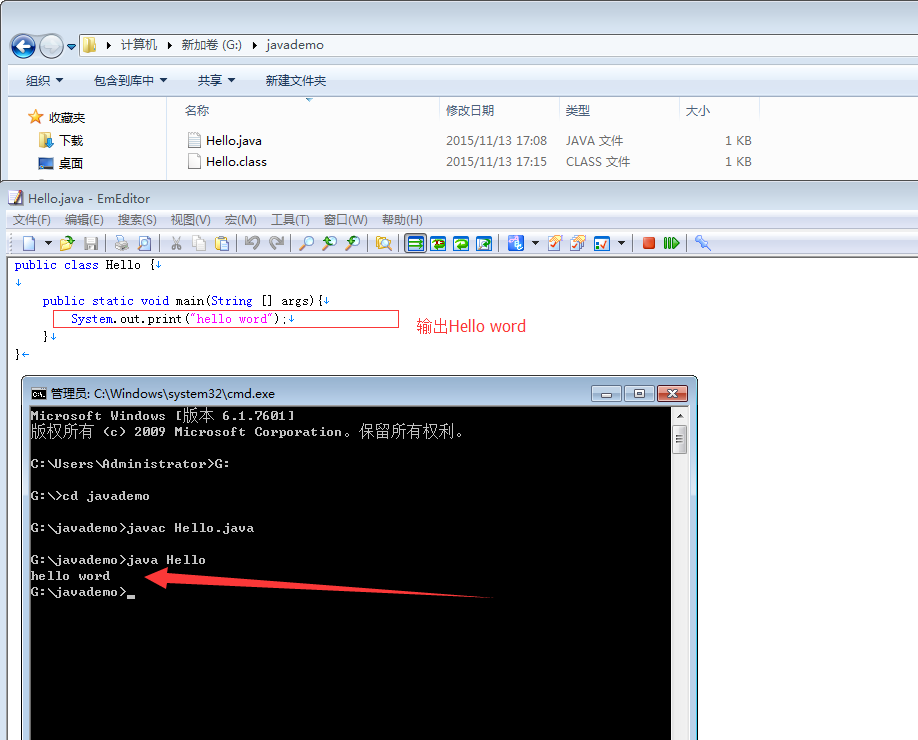 计算机 新加卷 (G:) javademo
组织 包含到库中 共享 新建文件夹
名称 修改日期 类型 大小
收藏夹
下载
桌面
Hello.java 2015/11/13 17:08 JAVA 文件 1 KB
Hello.class 2015/11/13 17:15 CLASS 文件 1 KB
Hello.java - EmEditor
文件(F) 编辑(E) 搜索(S) 视图(V) 宏(M) 工具(T) 窗口(W) 帮助(H)
public class Hello {↓
↓
public static void main(String [] args){↓
System.out.print("hello word");↓
}↓
}←
输出Hello word
管理员: C:\Windows\system32\cmd.exe
Microsoft Windows [版本 6.1.7601]
版权所有 (c) 2009 Microsoft Corporation。保留所有权利。
C:\Users\Administrator>G:
G:\>cd javademo
G:\javademo>javac Hello.java
G:\javademo>java Hello
hello word
G:\javademo>_